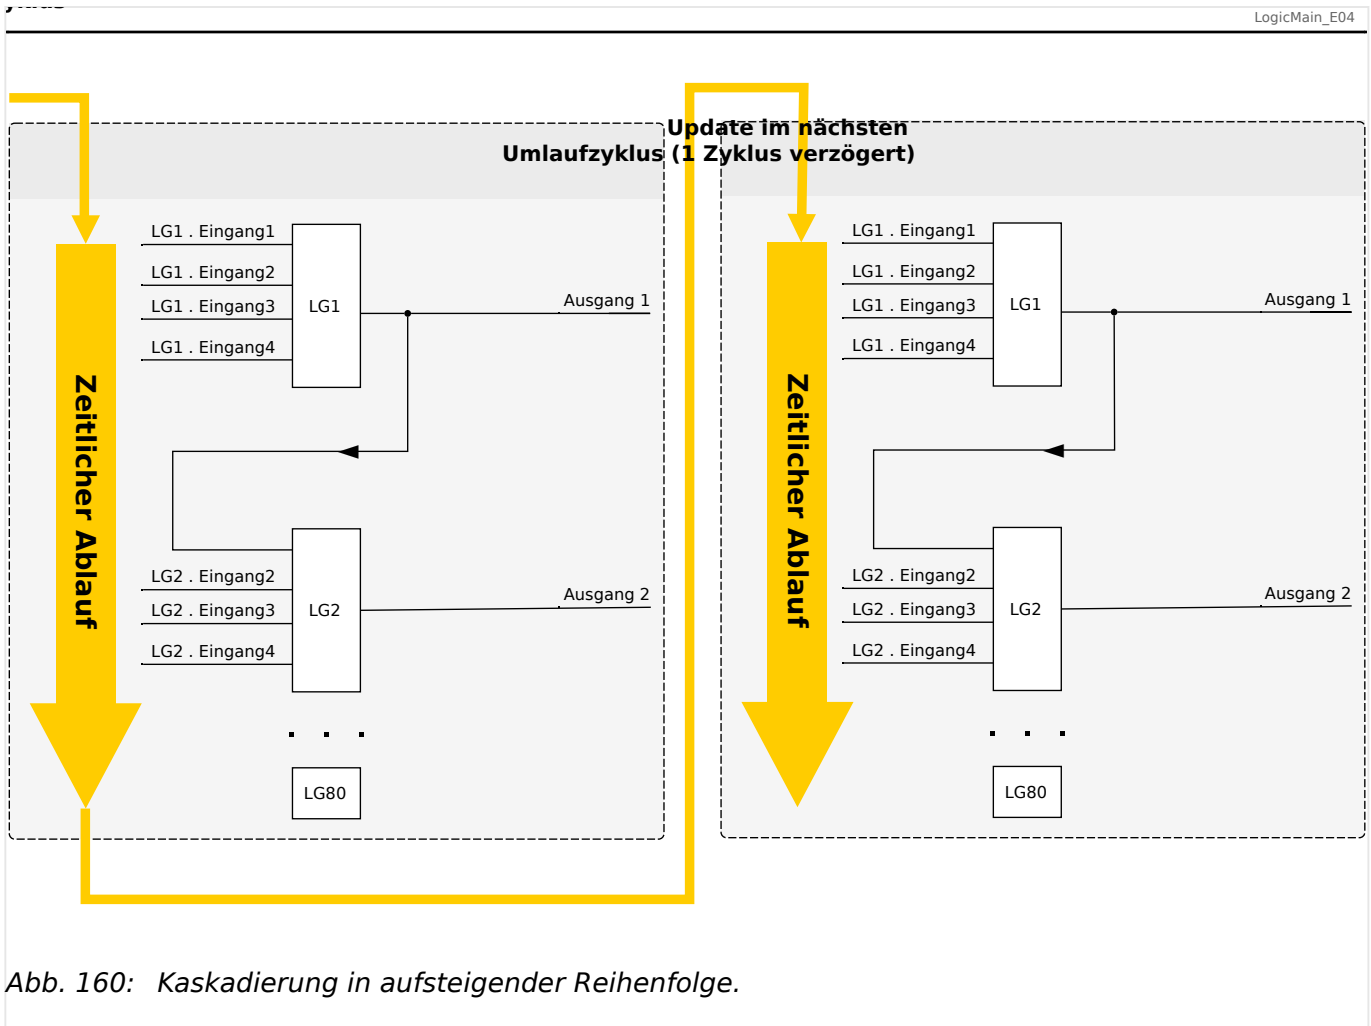 LogicMain_E04
Update im nächsten
Umlaufzyklus (1 Zyklus verzögert)
LG1 . Eingang1
LG1 . Eingang2
LG1 . Eingang3
LG1 . Eingang4
LG1
Ausgang 1
Zeitlicher Ablauf
LG2 . Eingang2
LG2 . Eingang3
LG2 . Eingang4
LG2
Ausgang 2
. . .
LG80
LG1 . Eingang1
LG1 . Eingang2
LG1 . Eingang3
LG1 . Eingang4
LG1
Ausgang 1
Zeitlicher Ablauf
LG2 . Eingang2
LG2 . Eingang3
LG2 . Eingang4
LG2
Ausgang 2
. . .
LG80
Abb. 160: Kaskadierung in aufsteigender Reihenfolge.